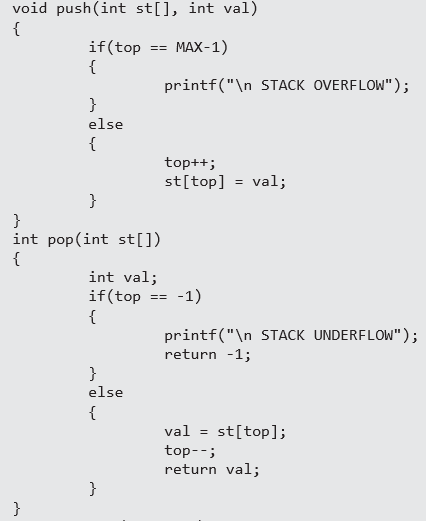 void push(int st[], int val)
{
if(top == MAX-1)
{
printf("\n STACK OVERFLOW");
}
else
{
top++;
st[top] = val;
}
}
int pop(int st[])
{
int val;
if(top == -1)
{
printf("\n STACK UNDERFLOW");
return -1;
}
else
{
val = st[top];
top--;
return val;
}
}